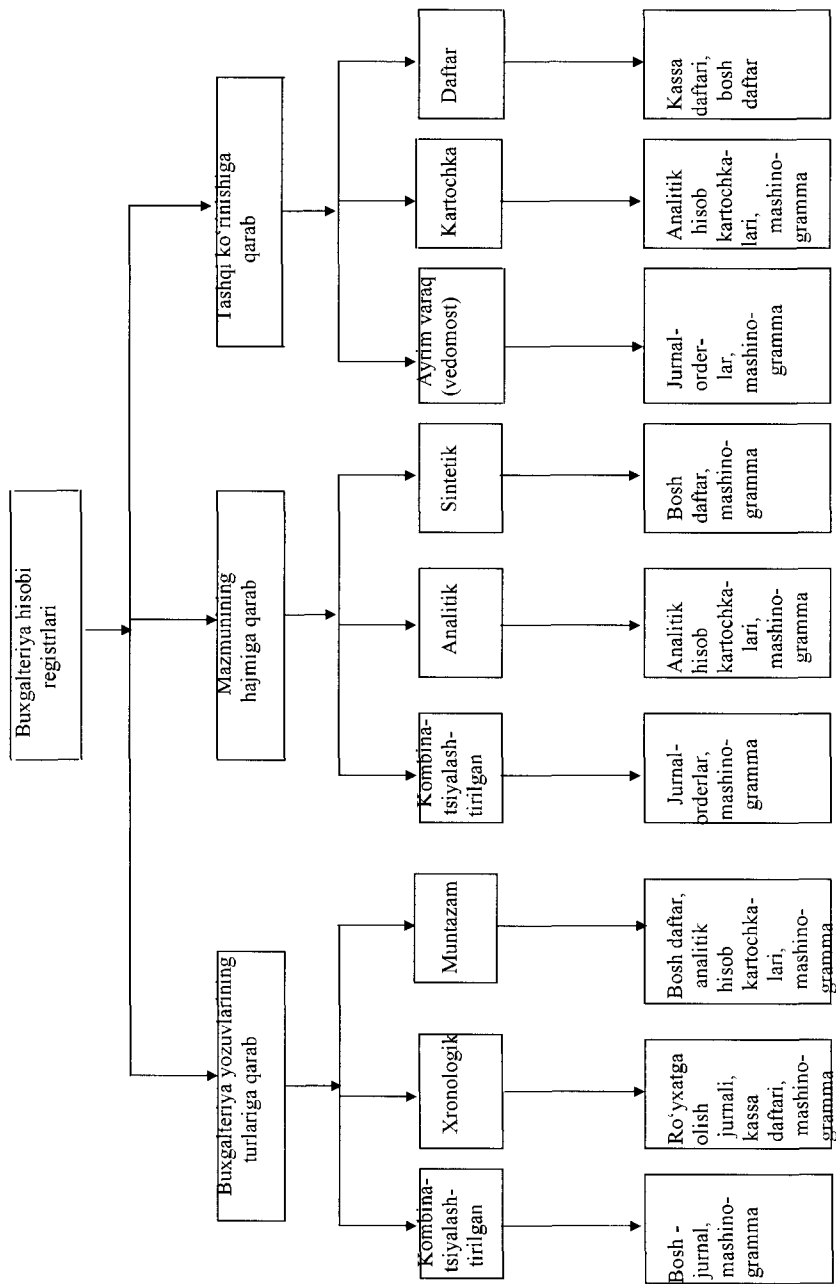 Buxgalteriya hisobi
registrlari
Buxgalteriya yozuvlarining
turlariga qarab
Mazmunining
hajmiga qarab
Tashqi ko‘rinishiga
qarab
Kombina-
tsiyalash-
tirilgan
Xronologik
Muntazam
Kombina-
tsiyalash-
tirilgan
Analitik
Sintetik
Ayrim varaq
(vedomost)
Kartochka
Daftar
Bosh -
jurnal,
mashino-
gramma
Ro‘yxatga
olish
jurnali,
kassa
daftari,
mashino-
gramma
Bosh daftar,
analitik
hisob
kartochka-
lari,
mashino-
gramma
Jurnal-
orderlar,
mashino-
gramma
Analitik
hisob
kartochka-
lari,
mashino-
gramma
Bosh
daftar,
mashino-
gramma
Jurnal-
order-
lar,
mashino-
gramma
Analitik
hisob
kartochka-
lari,
mashino-
gramma
Kassa
daftari,
bosh
daftar